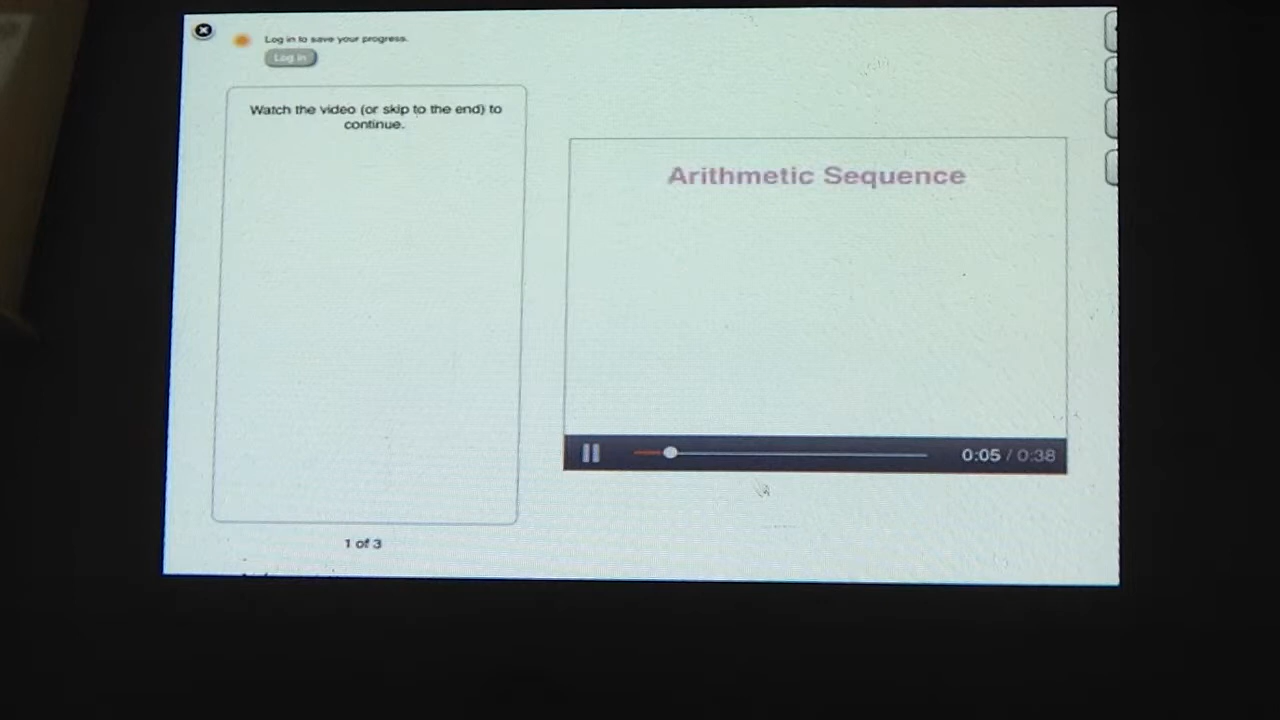 Log in to save your progress.
Log in
Watch the video (or skip to the end) to
continue.
Arithmetic Sequence
0:05 / 0:38
1 of 3